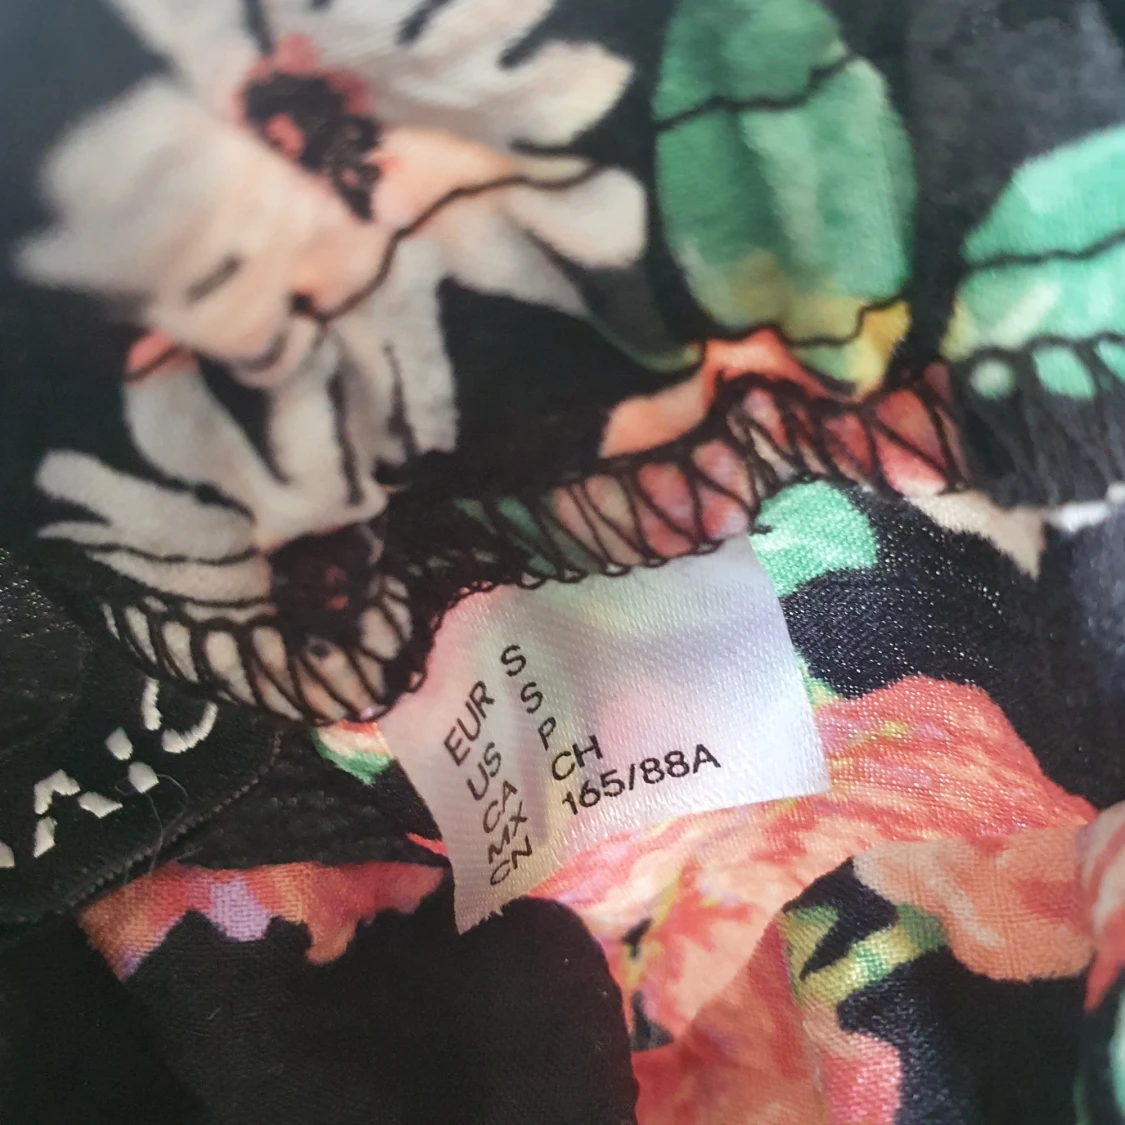 EUR S
US S
CA P
MX CH
CN 165/88A